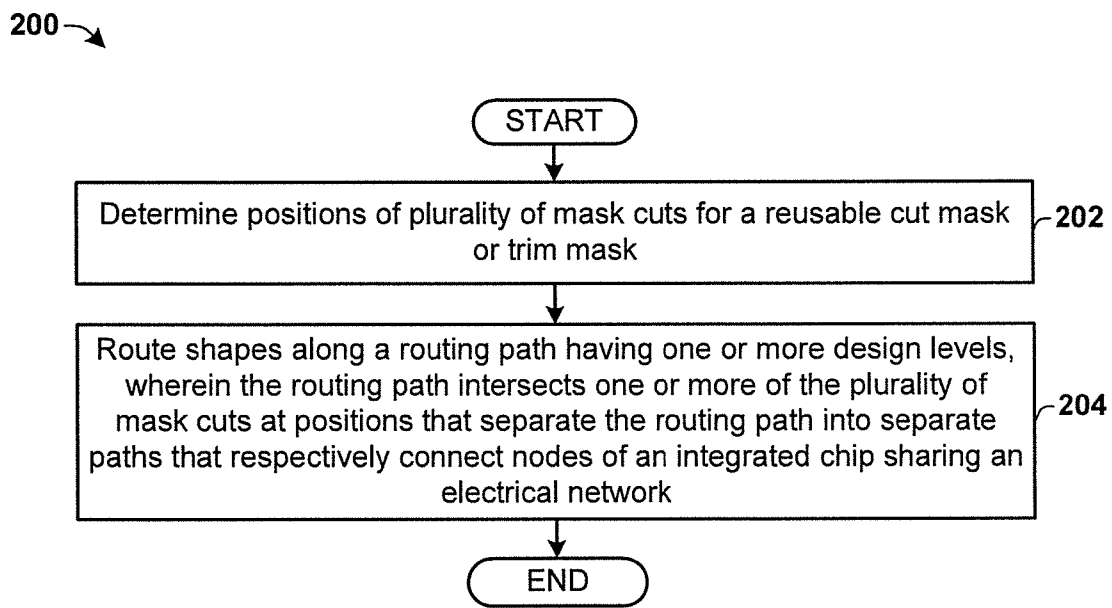 200
START
Determine positions of plurality of mask cuts for a reusable cut mask
or trim mask
202
Route shapes along a routing path having one or more design levels,
wherein the routing path intersects one or more of the plurality of
mask cuts at positions that separate the routing path into separate
paths that respectively connect nodes of an integrated chip sharing an
electrical network
204
END